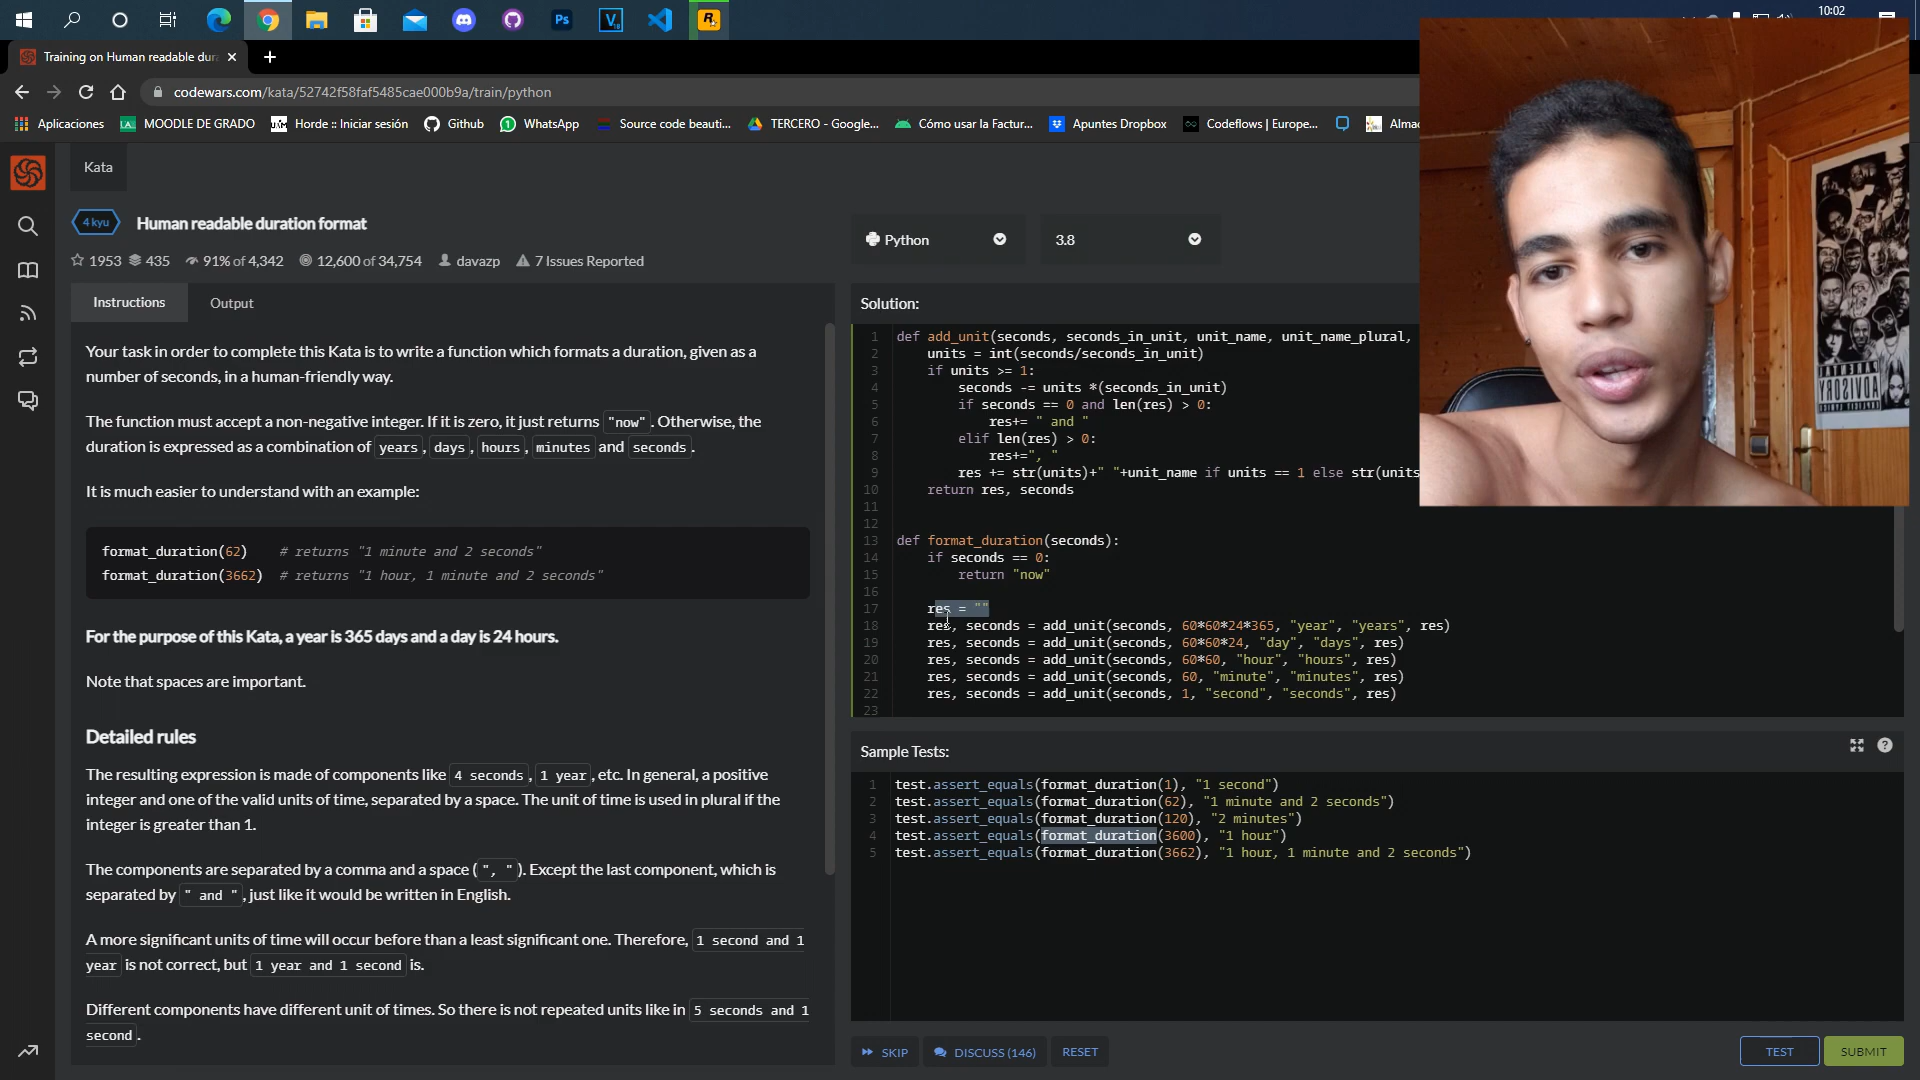 10:02
Training on Human readable dura
codewars.com/kata/52742f58faf5485cae000b9a/train/python
Aplicaciones
MOODLE DE GRADO
Horde :: Iniciar sesión
Github
WhatsApp
Source code beauti...
TERCERO - Google...
Cómo usar la Factur...
Apuntes Dropbox
Codeflows | Europe...
Almac
Kata
4 kyu
Human readable duration format
1953 435 91% of 4,342 12,600 of 34,754 davazp 7 Issues Reported
Instructions
Output
Your task in order to complete this Kata is to write a function which formats a duration, given as a
number of seconds, in a human-friendly way.
The function must accept a non-negative integer. If it is zero, it just returns "now". Otherwise, the
duration is expressed as a combination of years, days, hours, minutes and seconds.
It is much easier to understand with an example:
format_duration(62) # returns "1 minute and 2 seconds"
format_duration(3662) # returns "1 hour, 1 minute and 2 seconds"
For the purpose of this Kata, a year is 365 days and a day is 24 hours.
Note that spaces are important.
Detailed rules
The resulting expression is made of components like 4 seconds, 1 year, etc. In general, a positive
integer and one of the valid units of time, separated by a space. The unit of time is used in plural if the
integer is greater than 1.
The components are separated by a comma and a space (", "). Except the last component, which is
separated by " and ", just like it would be written in English.
A more significant units of time will occur before than a least significant one. Therefore, 1 second and 1
year is not correct, but 1 year and 1 second is.
Different components have different unit of times. So there is not repeated units like in 5 seconds and 1
second.
Python
3.8
Solution:
1 def add_unit(seconds, seconds_in_unit, unit_name, unit_name_plural,
2 units = int(seconds/seconds_in_unit)
3 if units >= 1:
4 seconds -= units *(seconds_in_unit)
5 if seconds == 0 and len(res) > 0:
6 res+= " and "
7 elif len(res) > 0:
8 res+=", "
9 res += str(units)+" "+unit_name if units == 1 else str(units
10 return res, seconds
11
12
13 def format_duration(seconds):
14 if seconds == 0:
15 return "now"
16
17 res = ""
18 res, seconds = add_unit(seconds, 60*60*24*365, "year", "years", res)
19 res, seconds = add_unit(seconds, 60*60*24, "day", "days", res)
20 res, seconds = add_unit(seconds, 60*60, "hour", "hours", res)
21 res, seconds = add_unit(seconds, 60, "minute", "minutes", res)
22 res, seconds = add_unit(seconds, 1, "second", "seconds", res)
23
Sample Tests:
1 test.assert_equals(format_duration(1), "1 second")
2 test.assert_equals(format_duration(62), "1 minute and 2 seconds")
3 test.assert_equals(format_duration(120), "2 minutes")
4 test.assert_equals(format_duration(3600), "1 hour")
5 test.assert_equals(format_duration(3662), "1 hour, 1 minute and 2 seconds")
SKIP
DISCUSS (146)
RESET
TEST
SUBMIT